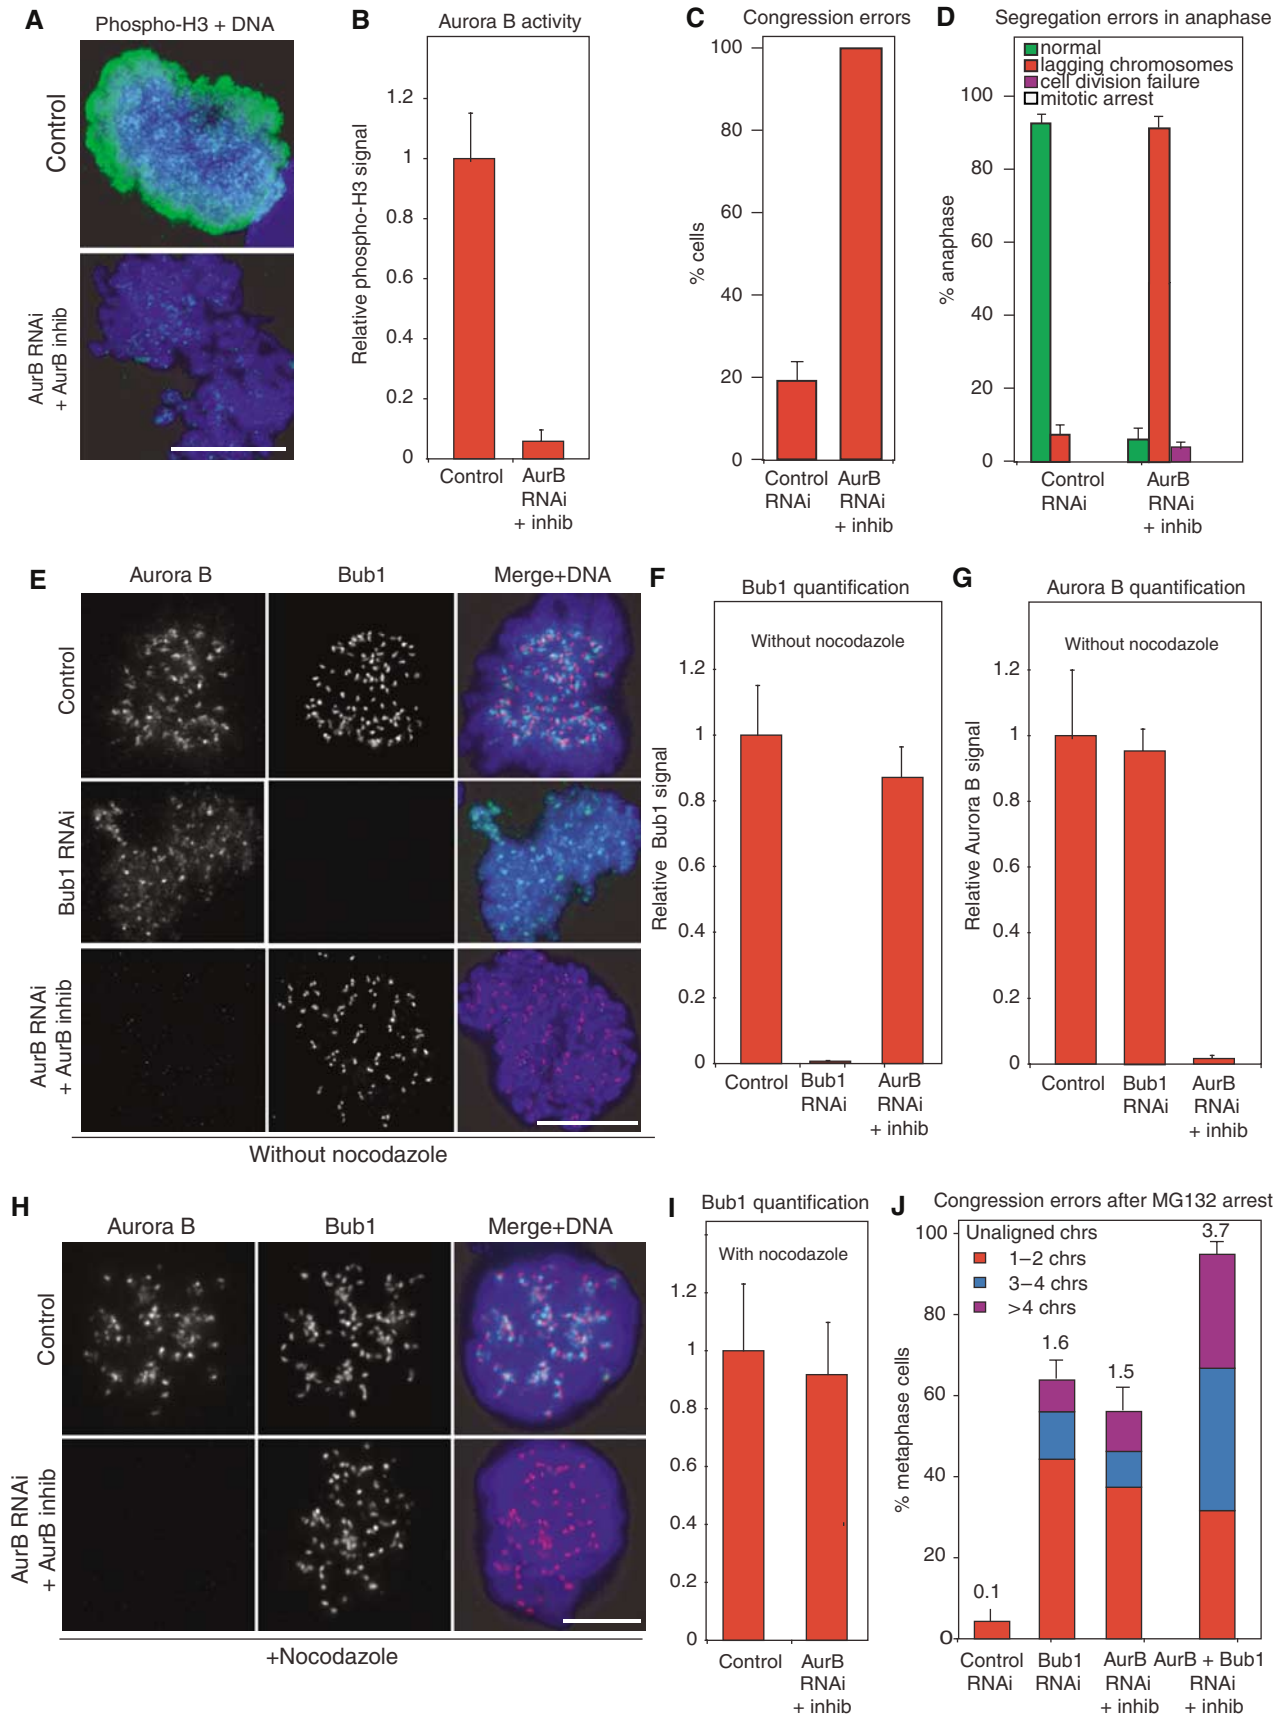 A
Phospho-H3 + DNA
Control
AurB RNAi
+ AurB inhib
B
Aurora B activity
Relative phospho-H3 signal
1.2
1
0.8
0.6
0.4
0.2
0
Control
AurB
RNAi
+ inhib
C
Congression errors
% cells
100
80
60
40
20
0
Control
RNAi
AurB
RNAi
+ inhib
D
Segregation errors in anaphase
normal
lagging chromosomes
cell division failure
mitotic arrest
% anaphase
100
80
60
40
20
0
Control
RNAi
AurB
RNAi
+ inhib
E
Aurora B
Bub1
Merge+DNA
Control
Bub1 RNAi
AurB RNAi
+ AurB inhib
Without nocodazole
F
Bub1 quantification
Without nocodazole
Relative Bub1 signal
1.2
1
0.8
0.6
0.4
0.2
0
Control
Bub1
RNAi
AurB
RNAi
+ inhib
G
Aurora B quantification
Without nocodazole
Relative Aurora B signal
1.2
1
0.8
0.6
0.4
0.2
0
Control
Bub1
RNAi
AurB
RNAi
+ inhib
H
Aurora B
Bub1
Merge+DNA
Control
AurB RNAi
+ AurB inhib
+Nocodazole
I
Bub1 quantification
With nocodazole
1.2
1
0.8
0.6
0.4
0.2
0
Control
AurB
RNAi
+ inhib
J
Congression errors after MG132 arrest
Unaligned chrs
1–2 chrs
3–4 chrs
>4 chrs
% metaphase cells
100
80
60
40
20
0
0.1
1.6
1.5
3.7
Control
RNAi
Bub1
RNAi
AurB
RNAi
+ inhib
AurB + Bub1
RNAi
+ inhib